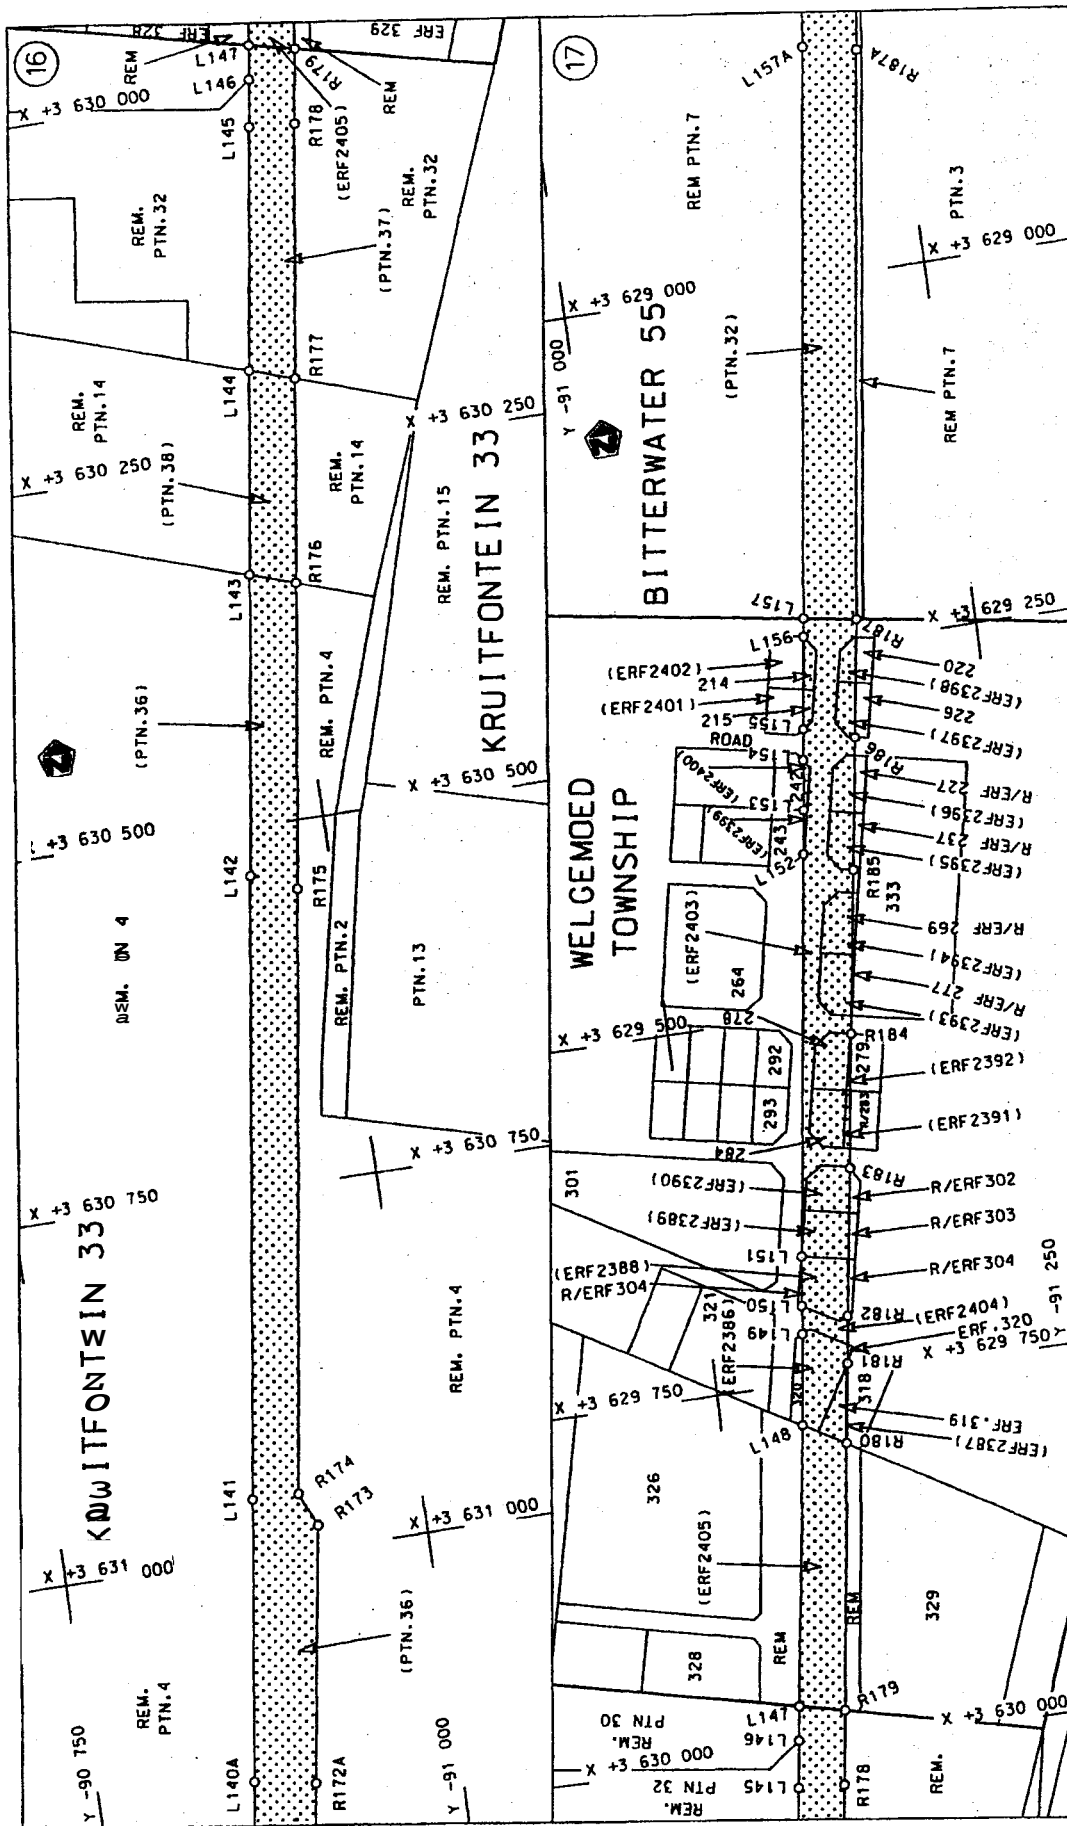 16
ERF 328
ERF 329
REM
L147
L146
L145
X +3 630 000
R179
R178
REM
(ERF2405)
REM.
PTN.32
REM.
PTN.32
(PTN.37)
L144
R177
REM.
PTN.14
X +3 630 250
(PTN.38)
REM.
PTN.14
X +3 630 250
L143
R176
REM. PTN.15
KRUITFONTEIN 33
(PTN.36)
REM. PTN.4
21
X +3 630 500
X +3 630 500
L142
R175
REM. PTN.2
PTN.13
X +3 630 750
X +3 630 750
REM. PTN.4
L141
R174
R173
X +3 631 000
X +3 631 000
(PTN.36)
REM.
PTN.4
Y -90 750
L140A
R172A
Y -91 000
17
L157A
R187A
REM PTN.7
PTN.3
X +3 629 000
X +3 629 000
(PTN.32)
Y -91 000
21
BITTERWATER 55
REM PTN.7
L157
X +3 629 250
L156
R187
(ERF2402)
214
(ERF2401)
215
L155
ROAD
L154
220
(ERF2398)
226
(ERF2397)
R186
WELGEMOED
TOWNSHIP
(ERF2400)
242
L153
(ERF2399)
243
L152
R/ERF 227
(ERF2396)
R/ERF 237
(ERF2395)
R185
333
(ERF2403)
264
R/ERF 269
(ERF2394)
R/ERF 277
(ERF2393)
278
X +3 629 500
R184
292
293
279
R/283
(ERF2392)
(ERF2391)
284
R183
301
(ERF2390)
(ERF2389)
R/ERF302
R/ERF303
L151
(ERF2388)
R/ERF304
R/ERF304
L150
321
R182
(ERF2404)
L149
ERF.320
Y -91 250
(ERF2386)
R181
X +3 629 750
X +3 629 750
320
318
ERF.319
L148
R180
(ERF2387)
326
(ERF2405)
REM
329
328
REM
L147
R179
X +3 630 000
REM.
PTN 30
L146
X +3 630 000
REM.
PTN 32
L145
R178
REM.